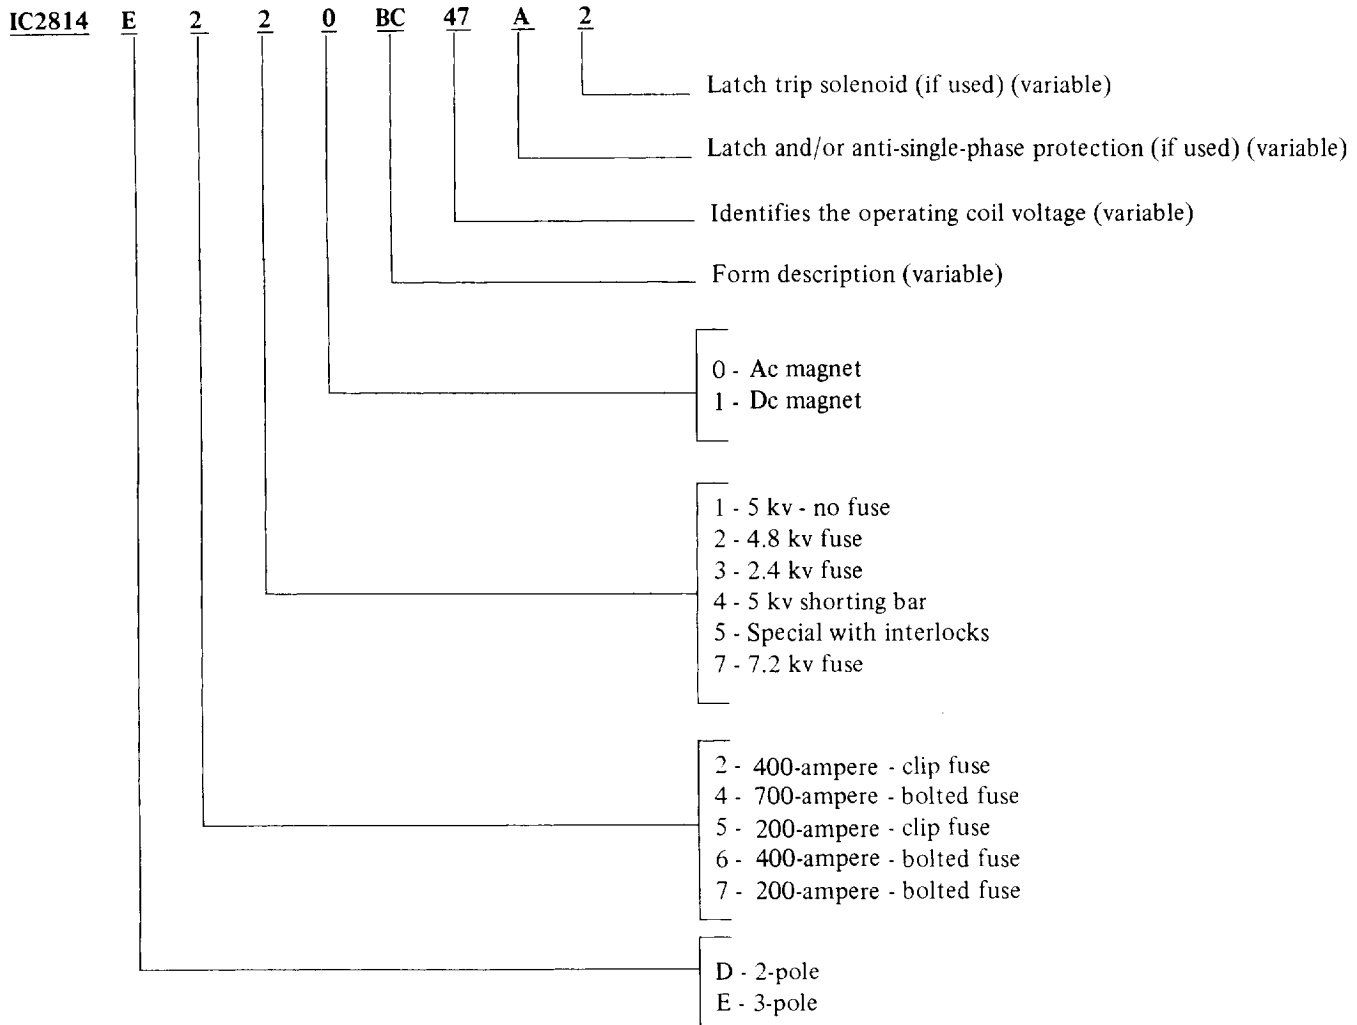 IC2814 E 2 2 0 BC 47 A 2
Latch trip solenoid (if used) (variable)
Latch and/or anti-single-phase protection (if used) (variable)
Identifies the operating coil voltage (variable)
Form description (variable)
0 - Ac magnet
1 - Dc magnet
1 - 5 kv - no fuse
2 - 4.8 kv fuse
3 - 2.4 kv fuse
4 - 5 kv shorting bar
5 - Special with interlocks
7 - 7.2 kv fuse
2 - 400-ampere - clip fuse
4 - 700-ampere - bolted fuse
5 - 200-ampere - clip fuse
6 - 400-ampere - bolted fuse
7 - 200-ampere - bolted fuse
D - 2-pole
E - 3-pole